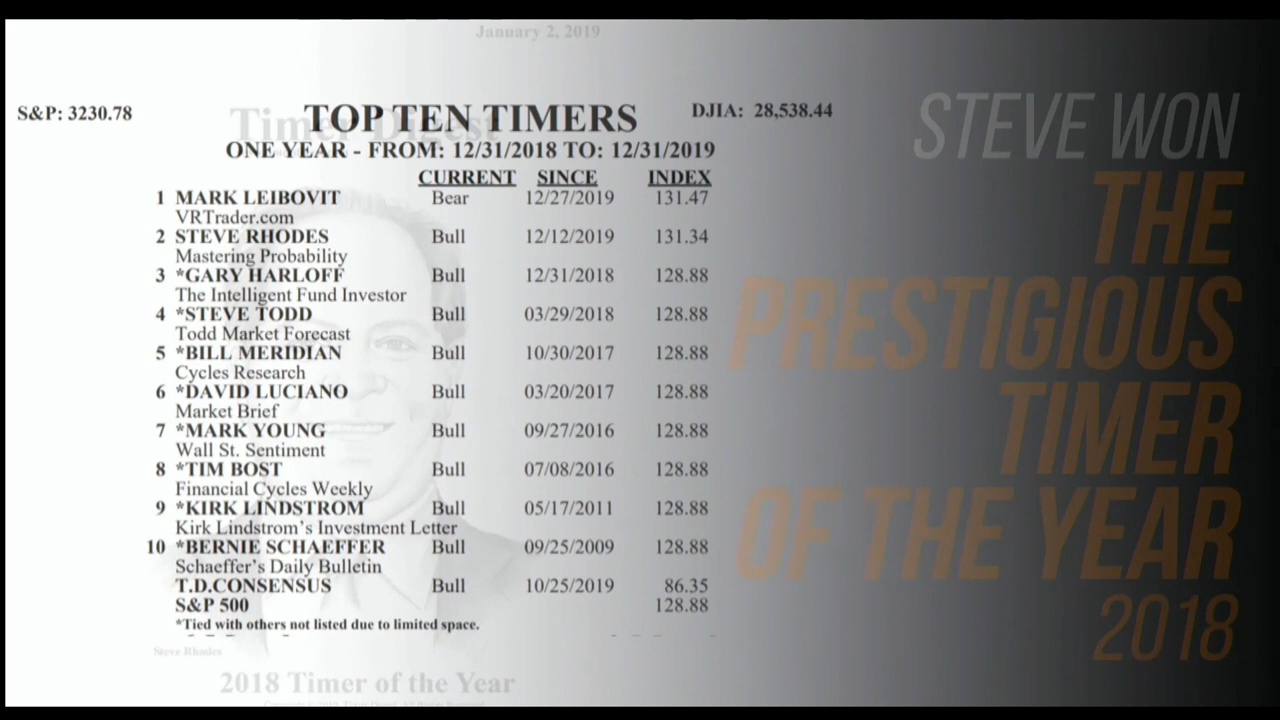 January 2, 2019
S&P: 3230.78
TOP TEN TIMERS
DJIA: 28,538.44
Timer Digest
ONE YEAR - FROM: 12/31/2018 TO: 12/31/2019
CURRENT SINCE INDEX
1 MARK LEIBOVIT Bear 12/27/2019 131.47
VRTrader.com
2 STEVE RHODES Bull 12/12/2019 131.34
Mastering Probability
3 *GARY HARLOFF Bull 12/31/2018 128.88
The Intelligent Fund Investor
4 *STEVE TODD Bull 03/29/2018 128.88
Todd Market Forecast
5 *BILL MERIDIAN Bull 10/30/2017 128.88
Cycles Research
6 *DAVID LUCIANO Bull 03/20/2017 128.88
Market Brief
7 *MARK YOUNG Bull 09/27/2016 128.88
Wall St. Sentiment
8 *TIM BOST Bull 07/08/2016 128.88
Financial Cycles Weekly
9 *KIRK LINDSTROM Bull 05/17/2011 128.88
Kirk Lindstrom's Investment Letter
10 *BERNIE SCHAEFFER Bull 09/25/2009 128.88
Schaeffer's Daily Bulletin
T.D.CONSENSUS Bull 10/25/2019 86.35
S&P 500 128.88
*Tied with others not listed due to limited space.
Steve Rhodes
2018 Timer of the Year
STEVE WON
THE
PRESTIGIOUS
TIMER
OF THE YEAR
2018